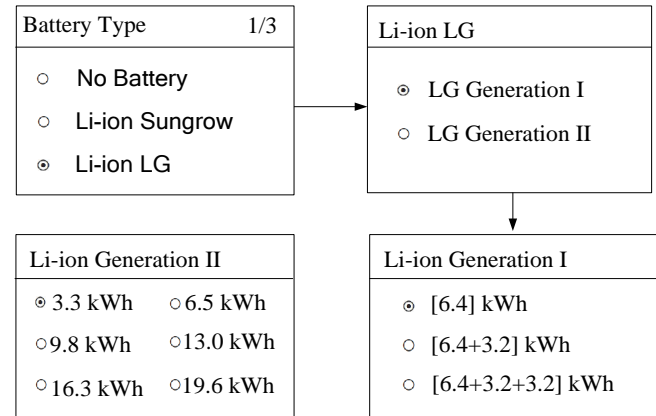 Battery Type 1/3
No Battery
Li-ion Sungrow
Li-ion LG
Li-ion LG
LG Generation I
LG Generation II
Li-ion Generation II
3.3 kWh 6.5 kWh
9.8 kWh 13.0 kWh
16.3 kWh 19.6 kWh
Li-ion Generation I
[6.4] kWh
[6.4+3.2] kWh
[6.4+3.2+3.2] kWh